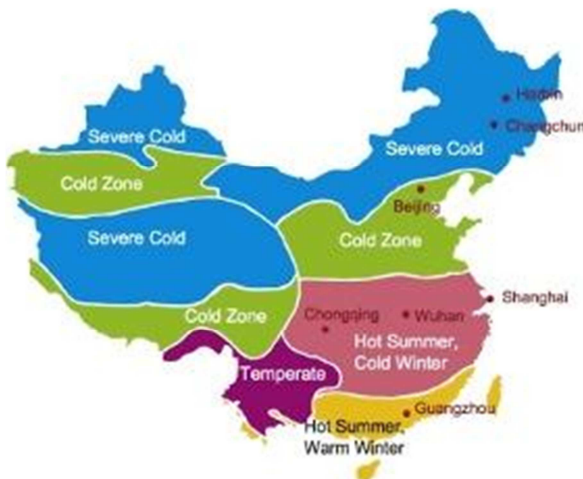 Harbin
Severe Cold
Changchun
Severe Cold
Cold Zone
Beijing
Cold Zone
Severe Cold
Shanghai
Cold Zone
Chongqing
Wuhan
Hot Summer,
Cold Winter
Temperate
Guangzhou
Hot Summer,
Warm Winter